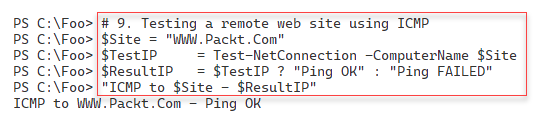 PS C:\Foo> # 9. Testing a remote web site using ICMP
PS C:\Foo> $Site = "WWW.Packt.Com"
PS C:\Foo> $TestIP     = Test-NetConnection -ComputerName $Site
PS C:\Foo> $ResultIP   = $TestIP ? "Ping OK" : "Ping FAILED"
PS C:\Foo> "ICMP to $Site - $ResultIP"
ICMP to WWW.Packt.Com - Ping OK